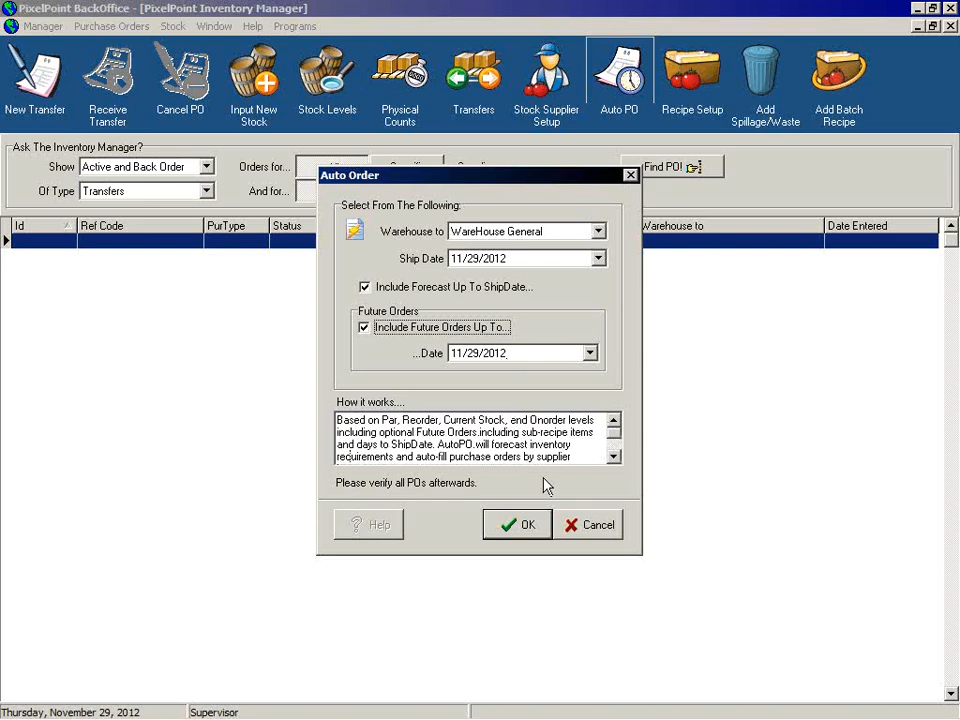 PixelPoint BackOffice - [PixelPoint Inventory Manager]
Manager Purchase Orders Stock Window Help Programs
New Transfer
Receive Transfer
Cancel PO
Input New Stock
Stock Levels
Physical Counts
Transfers
Stock Supplier Setup
Auto PO
Recipe Setup
Add Spillage/Waste
Add Batch Recipe
Ask The Inventory Manager?
Show Active and Back Order Orders for...
Find PO!
Of Type Transfers And for...
Id Ref Code PurType Status Warehouse to Date Entered
Auto Order
Select From The Following:
Warehouse to WareHouse General
Ship Date 11/29/2012
Include Forecast Up To ShipDate...
Future Orders
Include Future Orders Up To...
...Date 11/29/2012
How it works....
Based on Par, Reorder, Current Stock, and Onorder levels
including optional Future Orders.including sub-recipe items
and days to ShipDate. AutoPO.will forecast inventory
requirements and auto-fill purchase orders by supplier
Please verify all POs afterwards.
? Help OK Cancel
Thursday, November 29, 2012 Supervisor